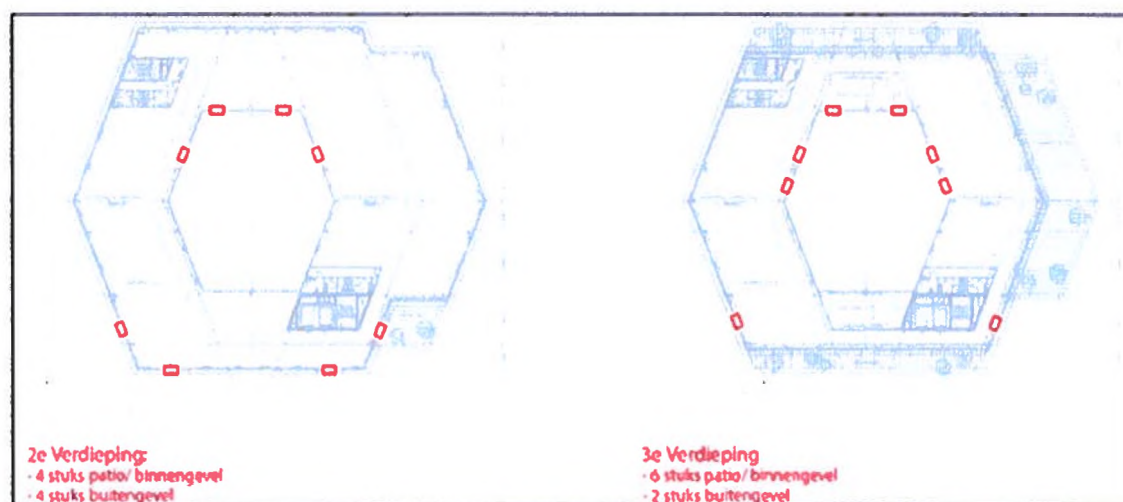 2e Verdieping:
- 4 stuks patio/ binnengevel
- 4 stuks buitengevel
3e Verdieping
- 6 stuks patio/ binnengevel
- 2 stuks buitengevel